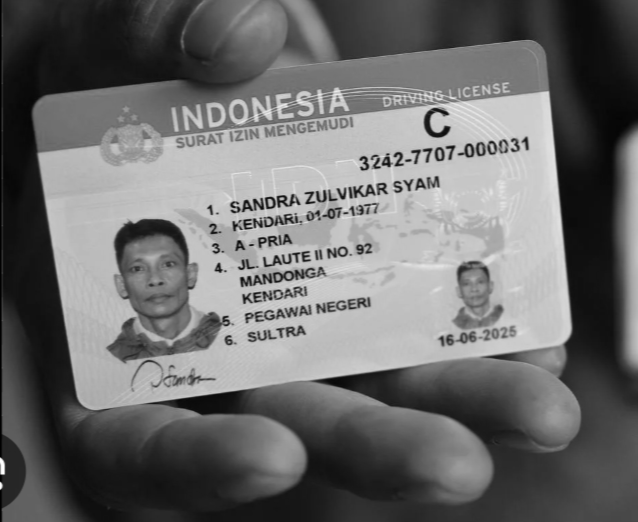 INDONESIA
SURAT IZIN MENGEMUDI
DRIVING LICENSE
C
3242-7707-000031
1. SANDRA ZULVIKAR SYAM
2. KENDARI, 01-07-1977
3. A - PRIA
4. JL. LAUTE II NO. 92
MANDONGA
KENDARI
5. PEGAWAI NEGERI
6. SULTRA
16-06-2025